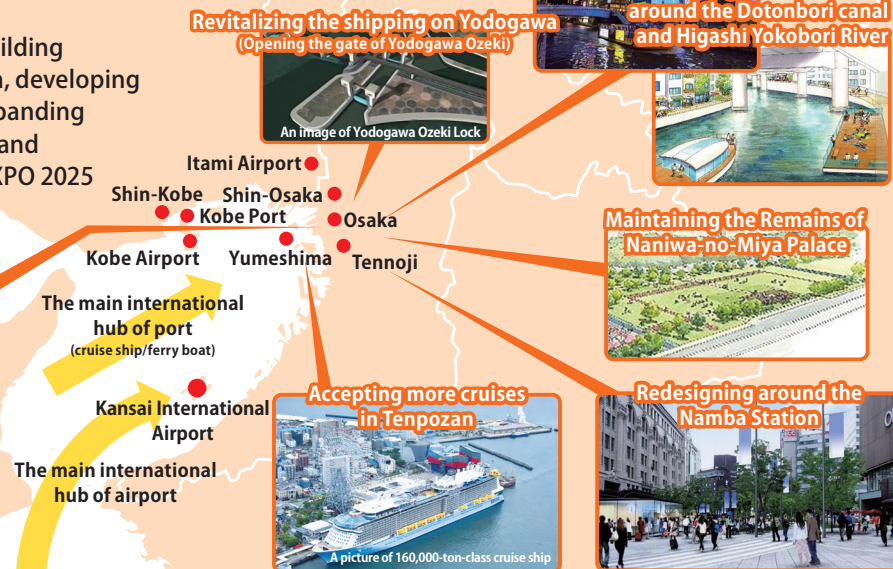 ilding
, developing
panding
and
XPO 2025
Revitalizing the shipping on Yodogawa
(Opening the gate of Yodogawa Ozeki)
An image of Yodogawa Ozeki Lock
around the Dotonbori canal
and Higashi Yokobori River
Itami Airport
Shin-Kobe
Shin-Osaka
Kobe Port
Osaka
Kobe Airport
Yumeshima
Tennoji
Maintaining the Remains of
Naniwa-no-Miya Palace
The main international
hub of port
(cruise ship/ferry boat)
Kansai International
Airport
The main international
hub of airport
Accepting more cruises
in Tenpozan
A picture of 160,000-ton-class cruise ship
Redesigning around the
Namba Station